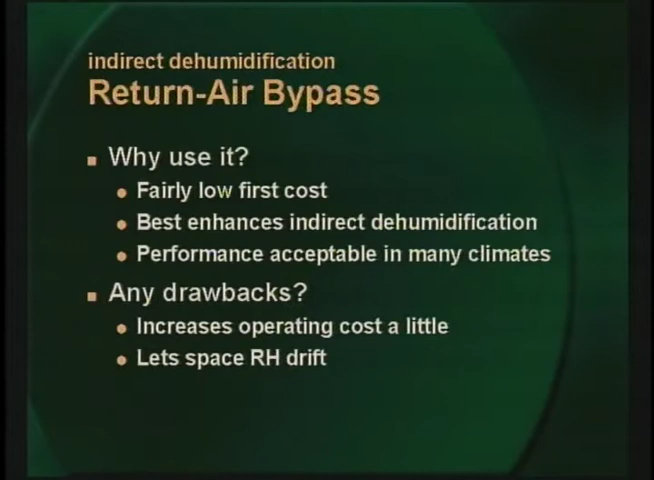 indirect dehumidification
Return-Air Bypass
Why use it?
Fairly low first cost
Best enhances indirect dehumidification
Performance acceptable in many climates
Any drawbacks?
Increases operating cost a little
Lets space RH drift